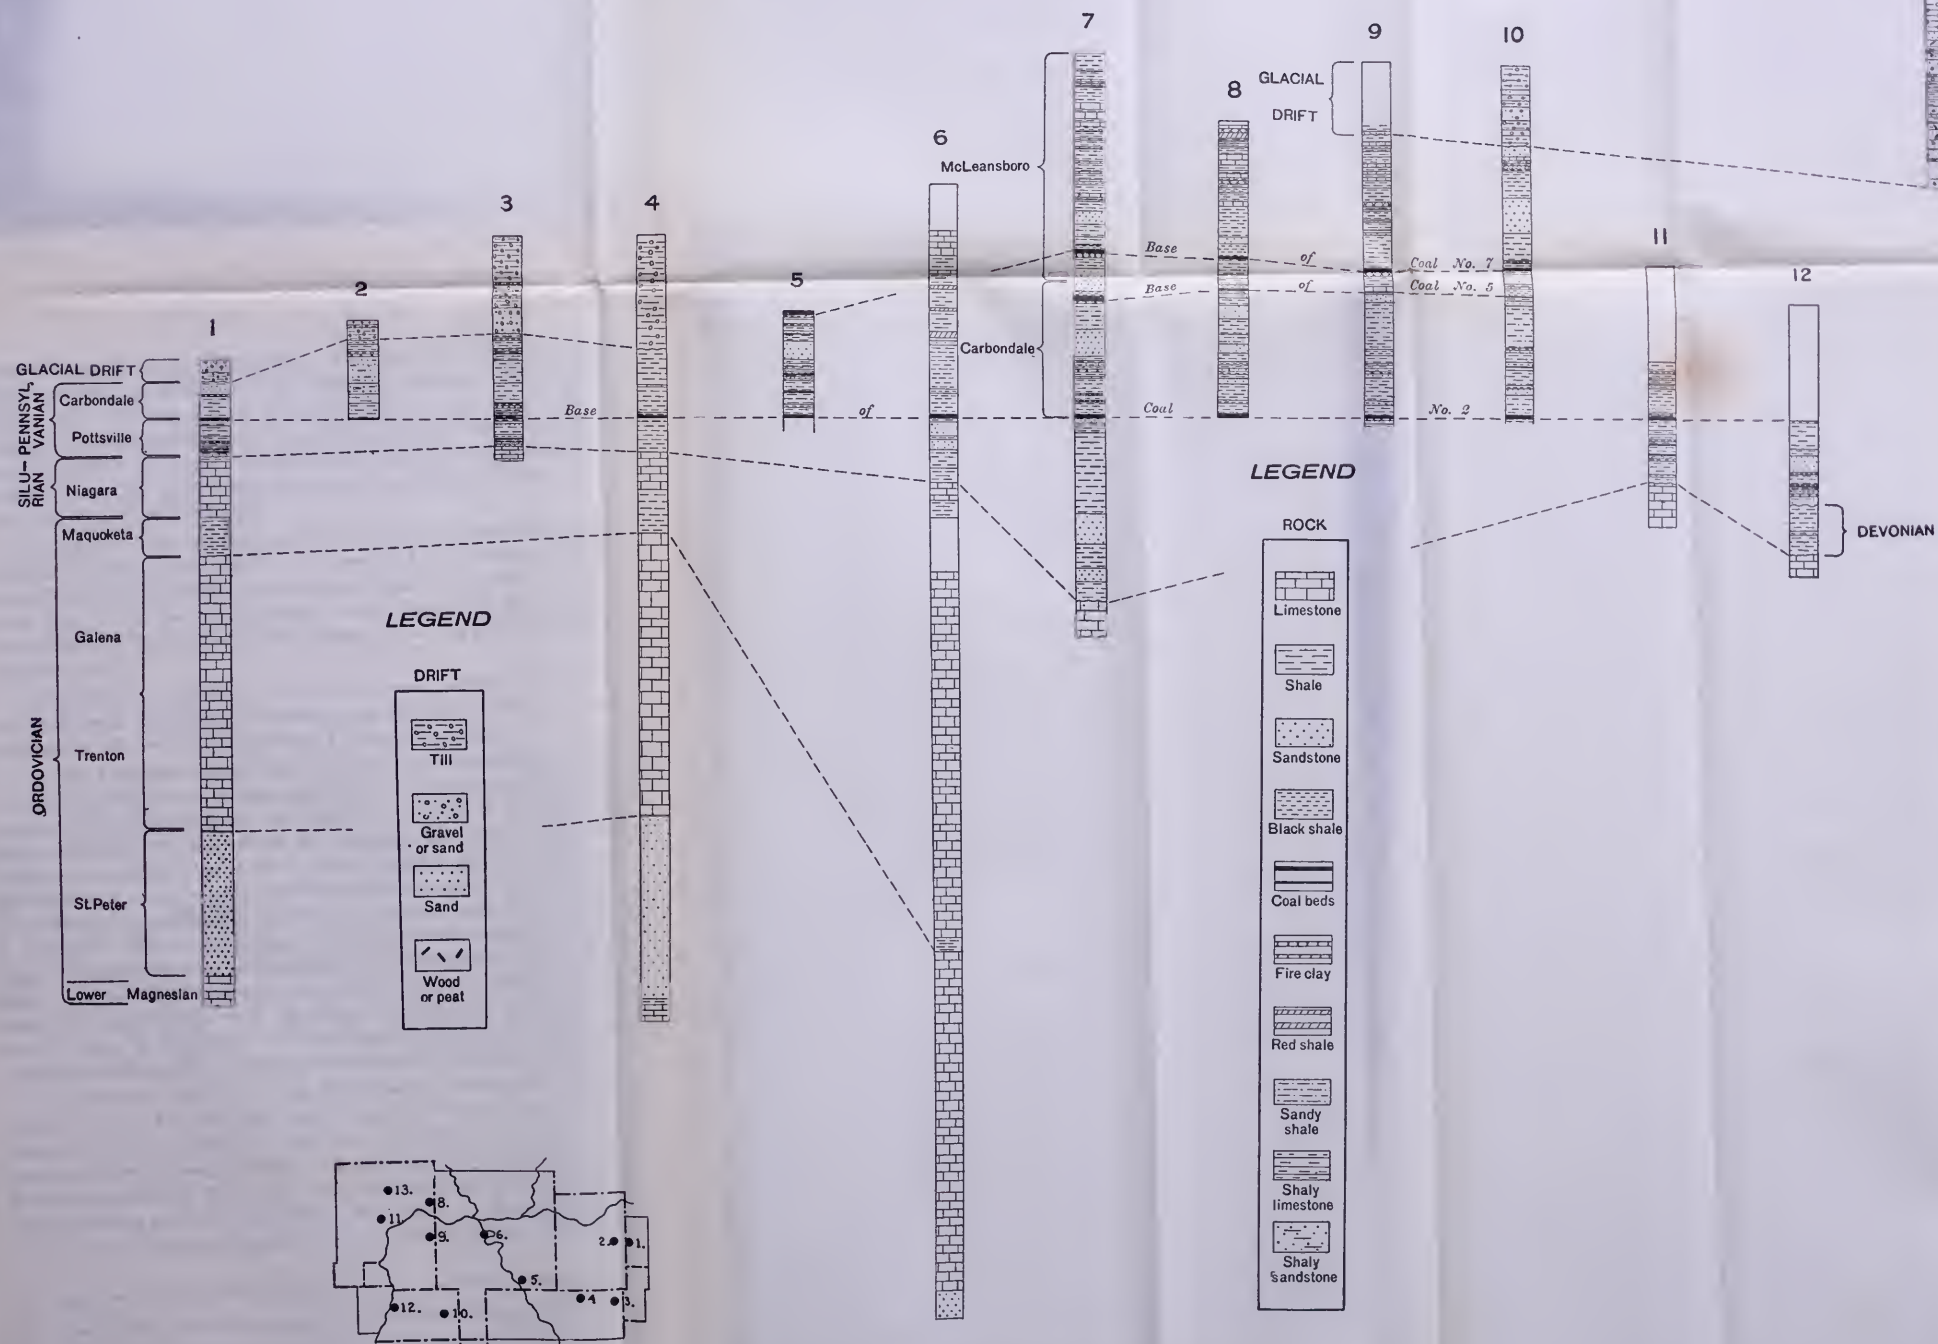 7
9
10
GLACIAL
DRIFT
8
6
McLeansboro
3
4
11
Base of Coal No. 7
12
2
5
Base of Coal No. 5
1
Carbondale
GLACIAL DRIFT
PENNSYL-
VANIAN
Carbondale
Base of Coal No. 2
Pottsville
SILU-
RIAN
Niagara
Maquoketa
DEVONIAN
ORDOVICIAN
Galena
Trenton
St.Peter
Lower Magnesian
LEGEND
DRIFT
Till
Gravel
or sand
Sand
Wood
or peat
LEGEND
ROCK
Limestone
Shale
Sandstone
Black shale
Coal beds
Fire clay
Red shale
Sandy
shale
Shaly
limestone
Shaly
sandstone
13.
8.
11.
9.
6.
2.
1.
5.
4
3.
12.
10.